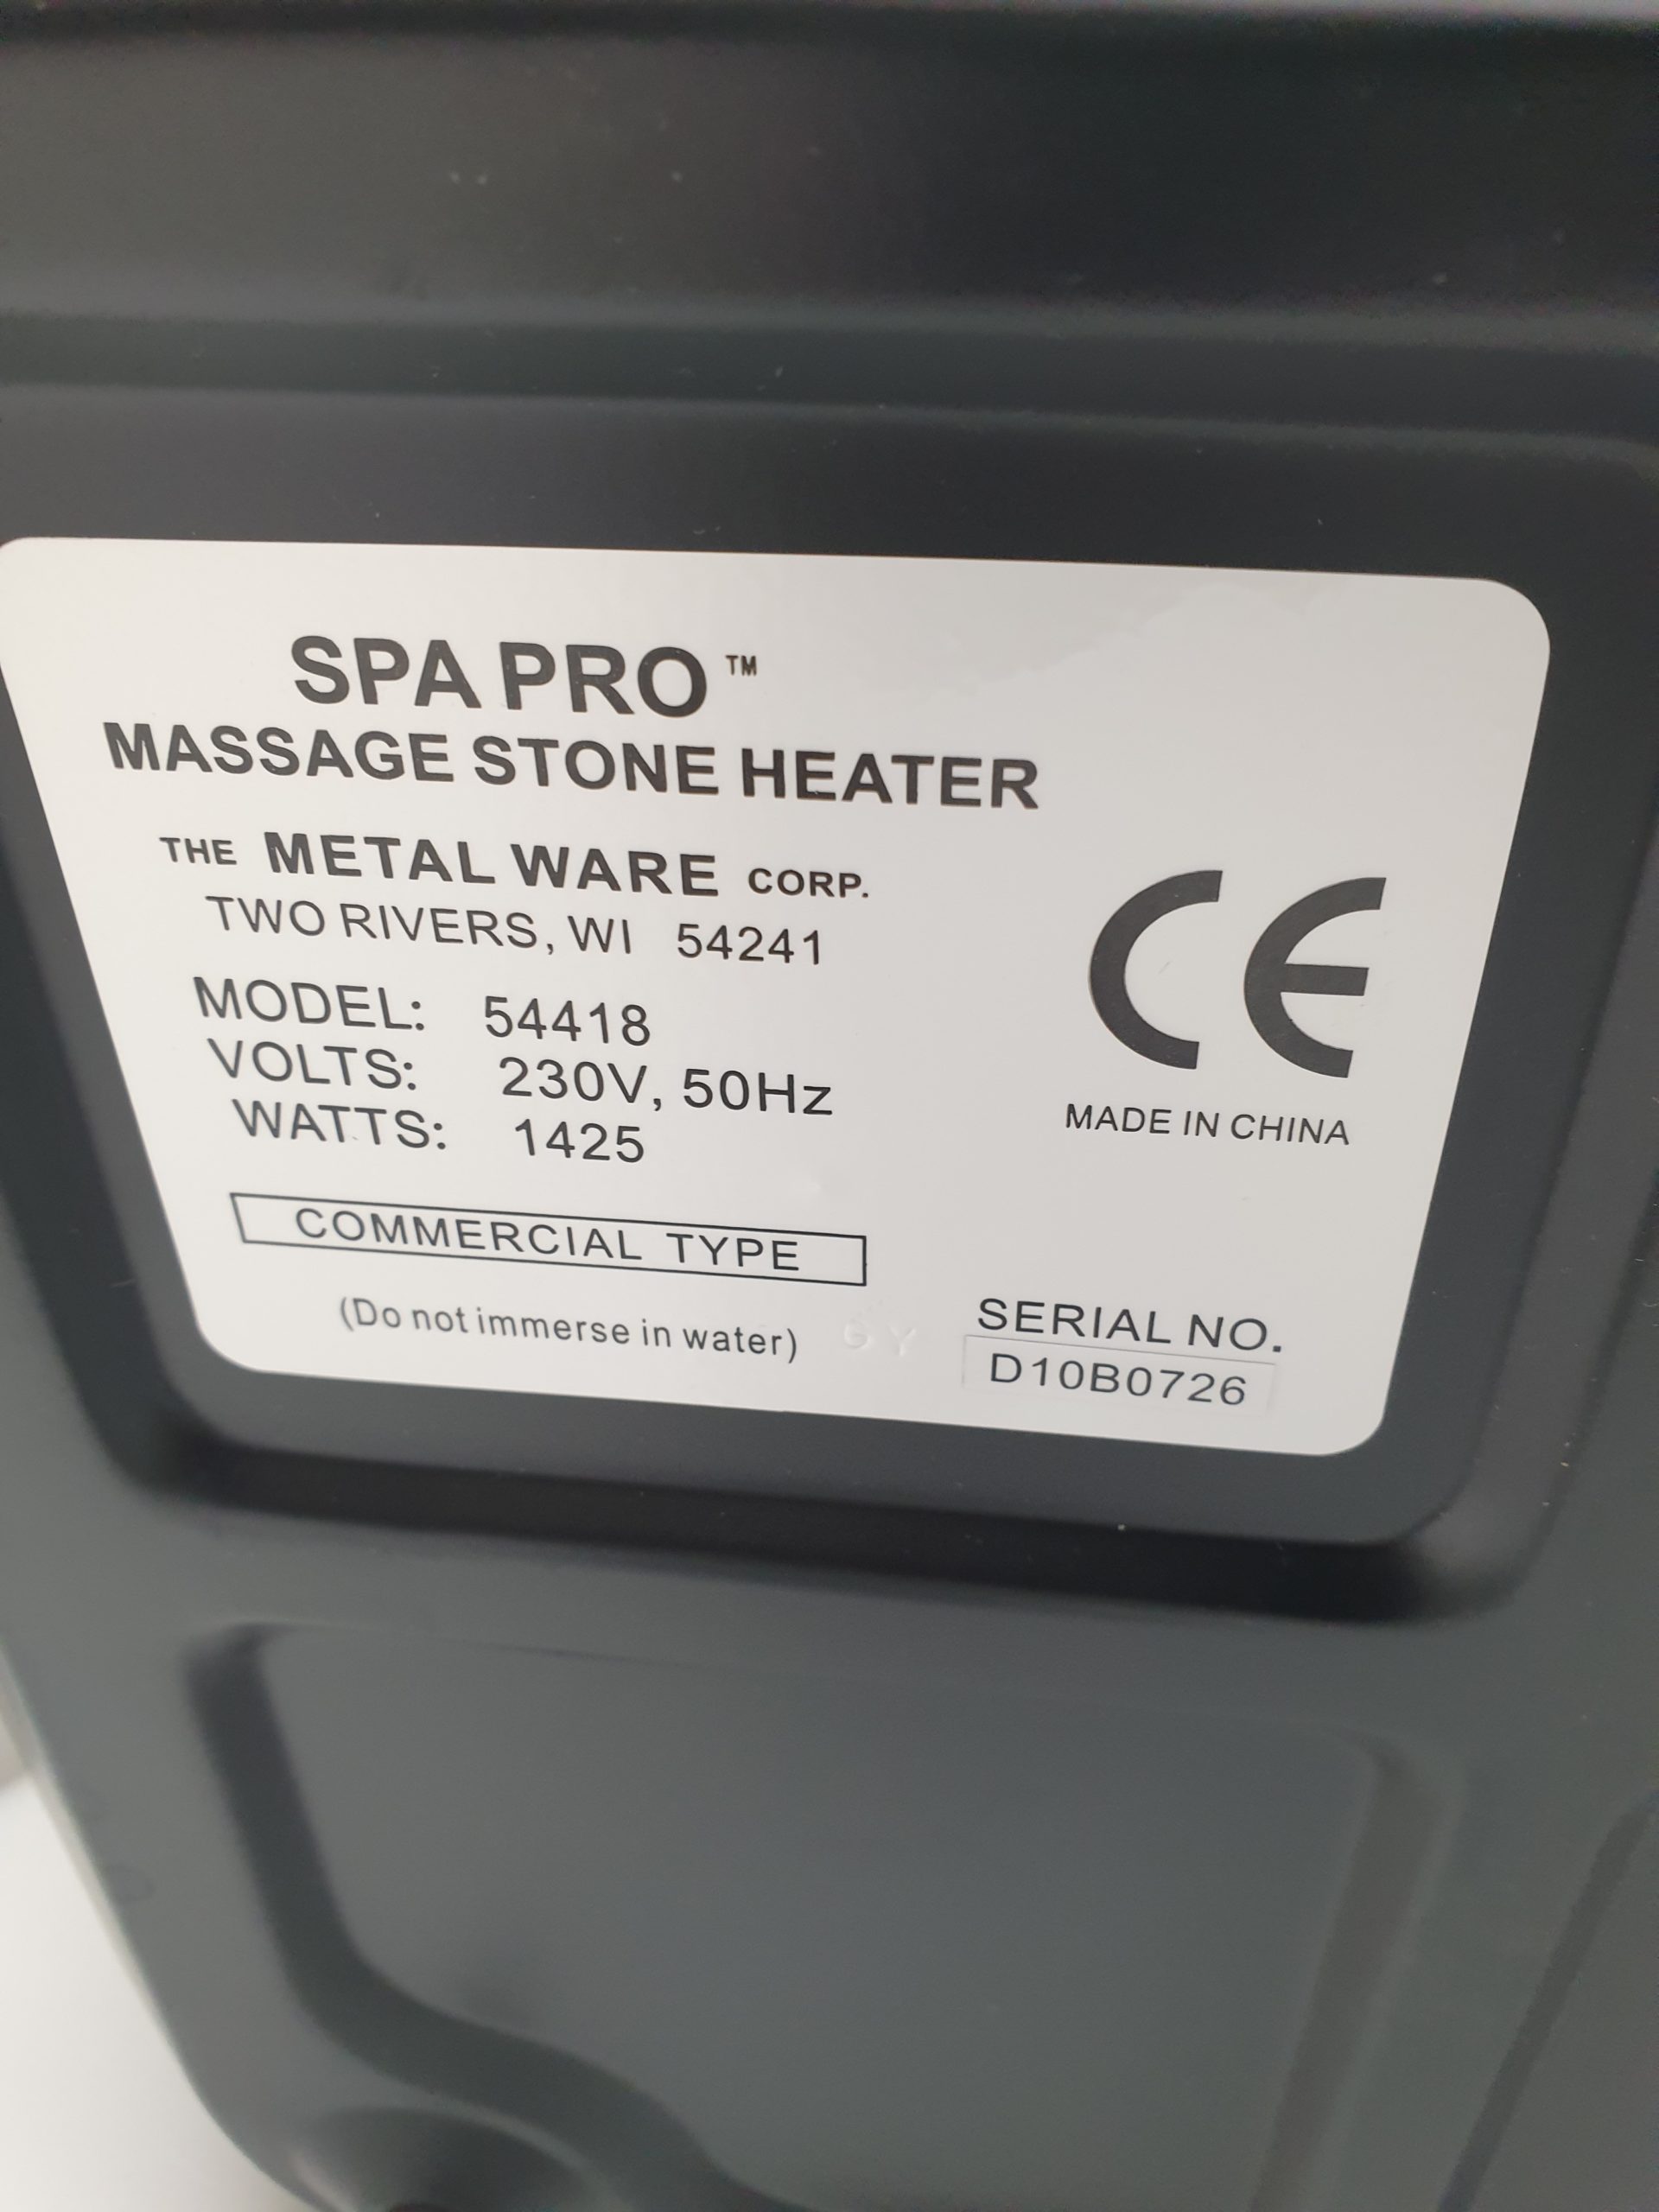 SPA PRO™
MASSAGE STONE HEATER
THE METAL WARE CORP.
TWO RIVERS, WI 54241
MODEL: 54418
VOLTS: 230V, 50Hz
WATTS: 1425
COMMERCIAL TYPE
(Do not immerse in water)
CE
MADE IN CHINA
GY
SERIAL NO.
D10B0726